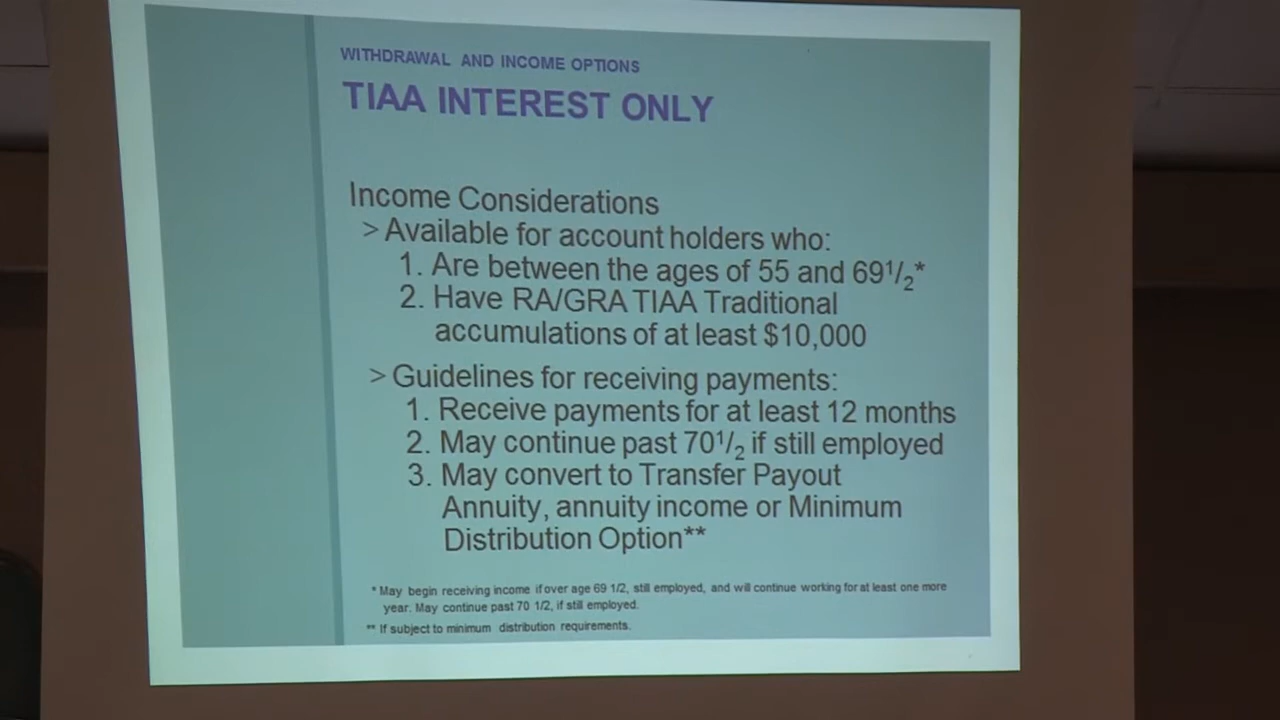 WITHDRAWAL AND INCOME OPTIONS
TIAA INTEREST ONLY
Income Considerations
> Available for account holders who:
1. Are between the ages of 55 and 69 1/2*
2. Have RA/GRA TIAA Traditional
accumulations of at least $10,000
> Guidelines for receiving payments:
1. Receive payments for at least 12 months
2. May continue past 70 1/2 if still employed
3. May convert to Transfer Payout
Annuity, annuity income or Minimum
Distribution Option**
* May begin receiving income if over age 69 1/2, still employed, and will continue working for at least one more
year. May continue past 70 1/2, if still employed.
** If subject to minimum distribution requirements.